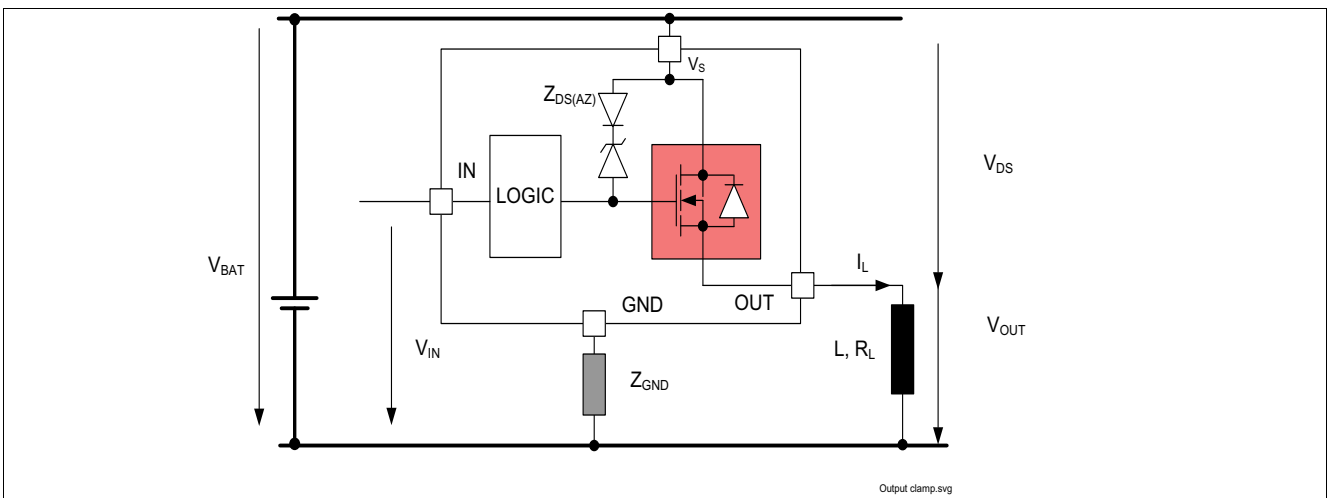 VS
ZDS(AZ)
IN
LOGIC
VDS
VBAT
IL
GND
OUT
VIN
VOUT
L, RL
ZGND
Output clamp.svg